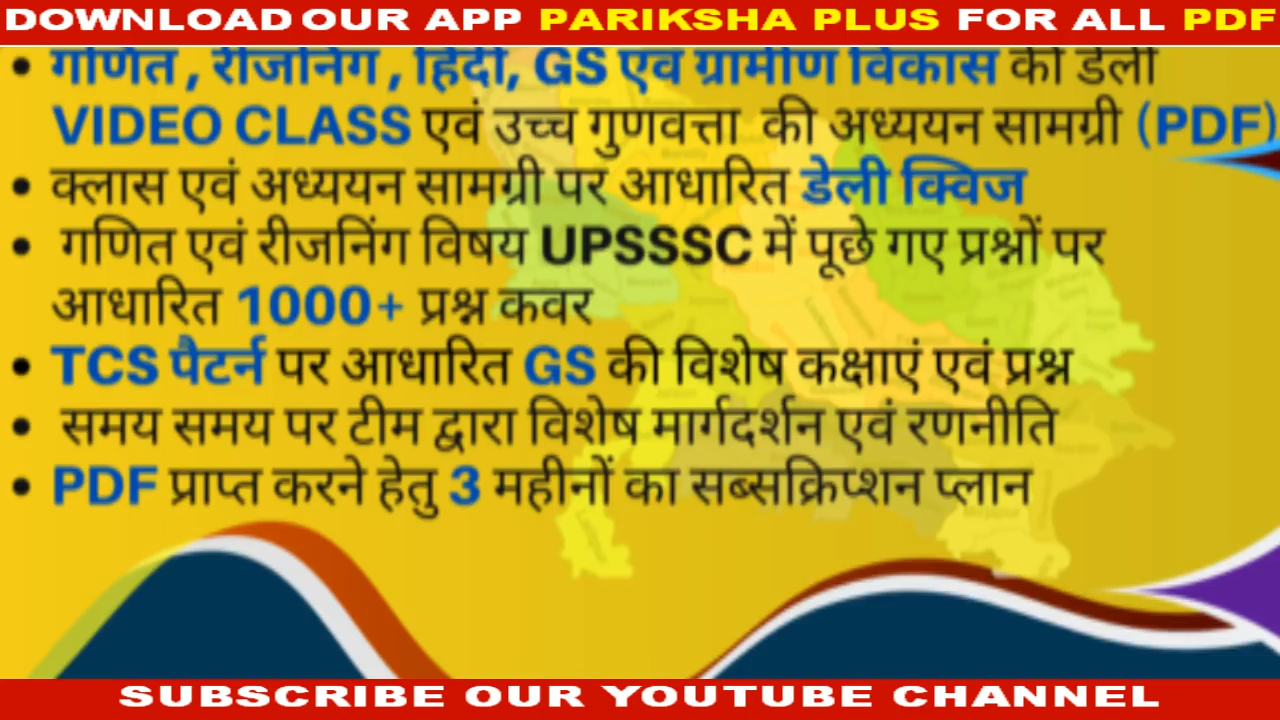 DOWNLOAD OUR APP PARIKSHA PLUS FOR ALL PDF
• गणित , रीजनिंग , हिंदी, GS एवं ग्रामीण विकास की डेली
VIDEO CLASS एवं उच्च गुणवत्ता की अध्ययन सामग्री (PDF)
• क्लास एवं अध्ययन सामग्री पर आधारित डेली क्विज
• गणित एवं रीजनिंग विषय UPSSSC में पूछे गए प्रश्नों पर
आधारित 1000+ प्रश्न कवर
• TCS पैटर्न पर आधारित GS की विशेष कक्षाएं एवं प्रश्न
• समय समय पर टीम द्वारा विशेष मार्गदर्शन एवं रणनीति
• PDF प्राप्त करने हेतु 3 महीनों का सब्सक्रिप्शन प्लान
SUBSCRIBE OUR YOUTUBE CHANNEL